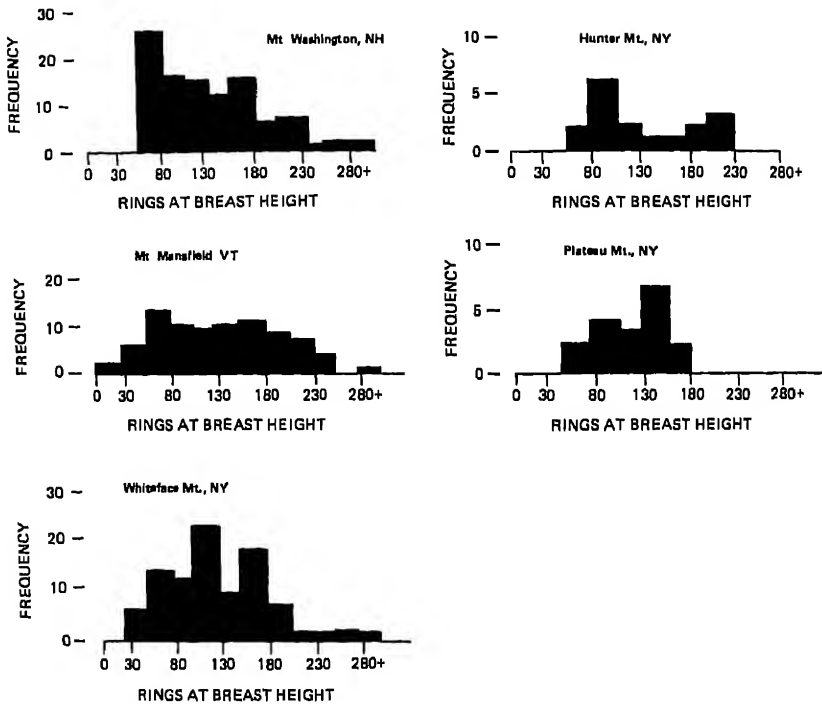 Mt Washington, NH
FREQUENCY
30
20
10
0
0 30 80 130 180 230 280+
RINGS AT BREAST HEIGHT
Hunter Mt., NY
FREQUENCY
10
5
0
0 30 80 130 180 230 280+
RINGS AT BREAST HEIGHT
Mt Mansfield VT
FREQUENCY
20
10
0
0 30 80 130 180 230 280+
RINGS AT BREAST HEIGHT
Plateau Mt., NY
FREQUENCY
10
5
0
0 30 80 130 180 230 280+
RINGS AT BREAST HEIGHT
Whiteface Mt., NY
FREQUENCY
30
20
10
0
0 30 80 130 180 230 280+
RINGS AT BREAST HEIGHT